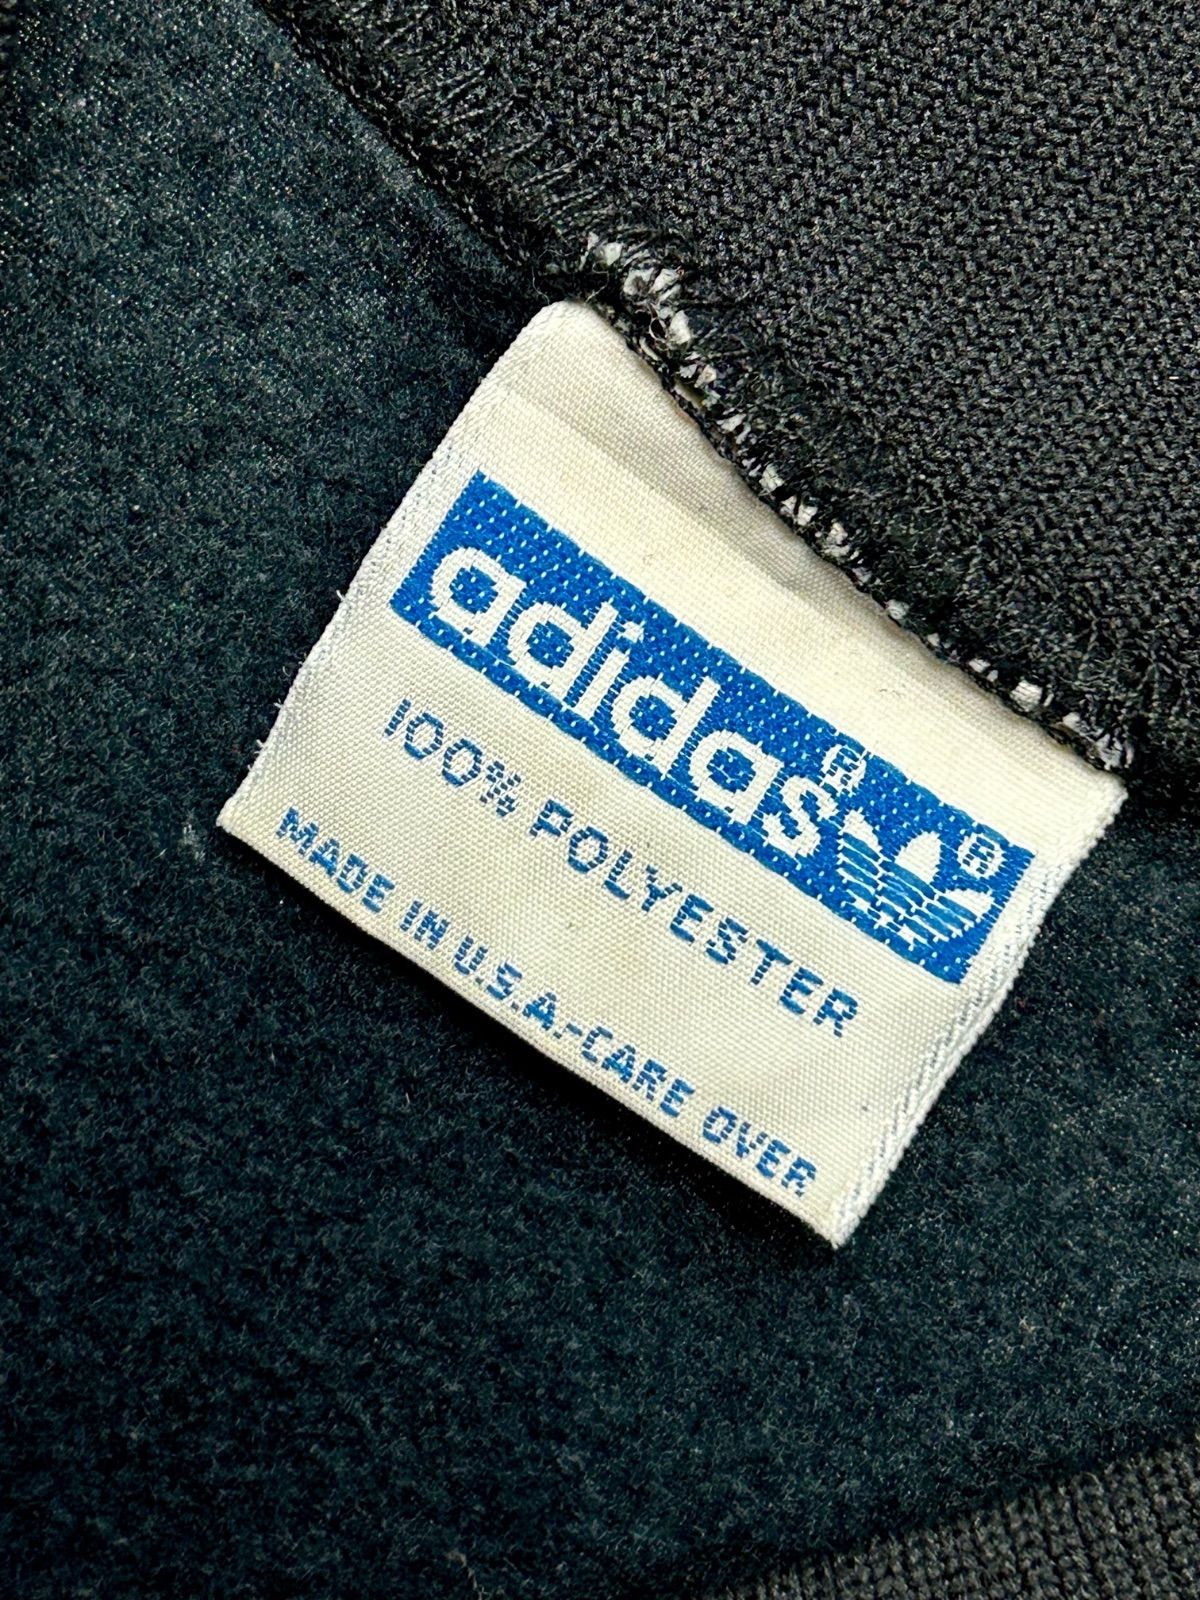 adidas®®
100% POLYESTER
MADE IN U.S.A.-CARE OVER